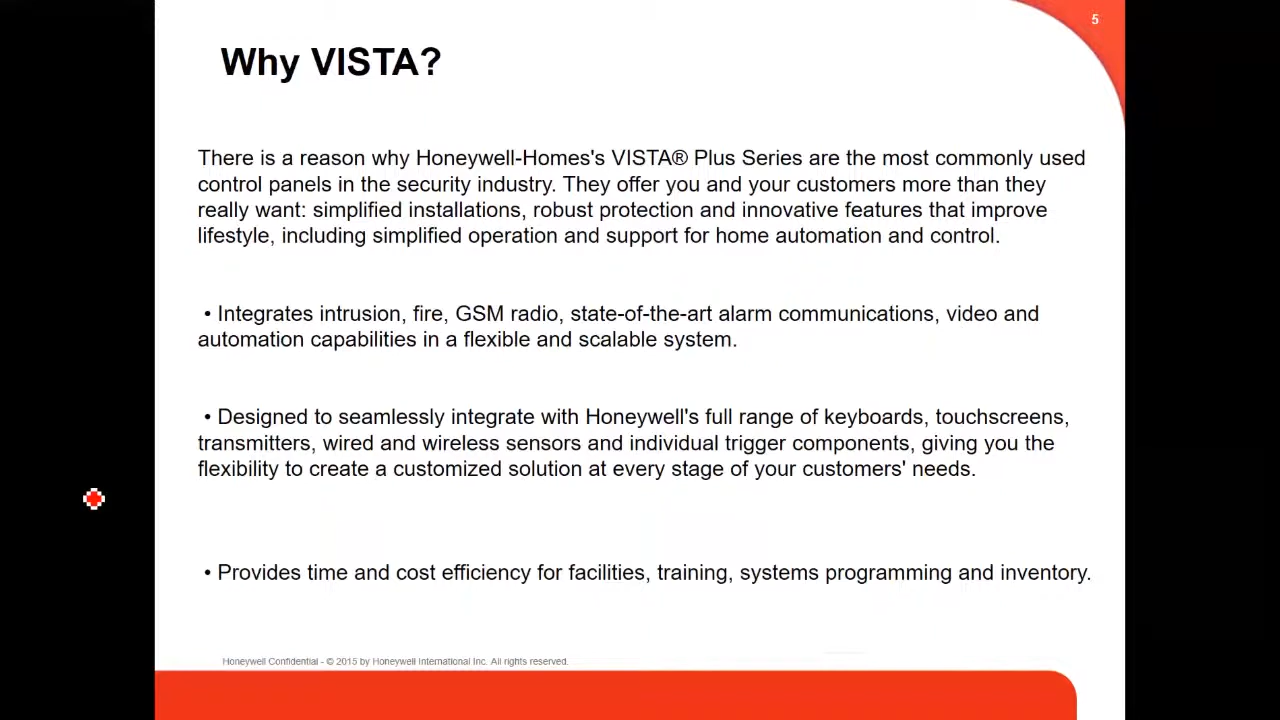 5
Why VISTA?
There is a reason why Honeywell-Homes's VISTA® Plus Series are the most commonly used
control panels in the security industry. They offer you and your customers more than they
really want: simplified installations, robust protection and innovative features that improve
lifestyle, including simplified operation and support for home automation and control.
• Integrates intrusion, fire, GSM radio, state-of-the-art alarm communications, video and
automation capabilities in a flexible and scalable system.
• Designed to seamlessly integrate with Honeywell's full range of keyboards, touchscreens,
transmitters, wired and wireless sensors and individual trigger components, giving you the
flexibility to create a customized solution at every stage of your customers' needs.
• Provides time and cost efficiency for facilities, training, systems programming and inventory.
Honeywell Confidential - © 2015 by Honeywell International Inc. All rights reserved.